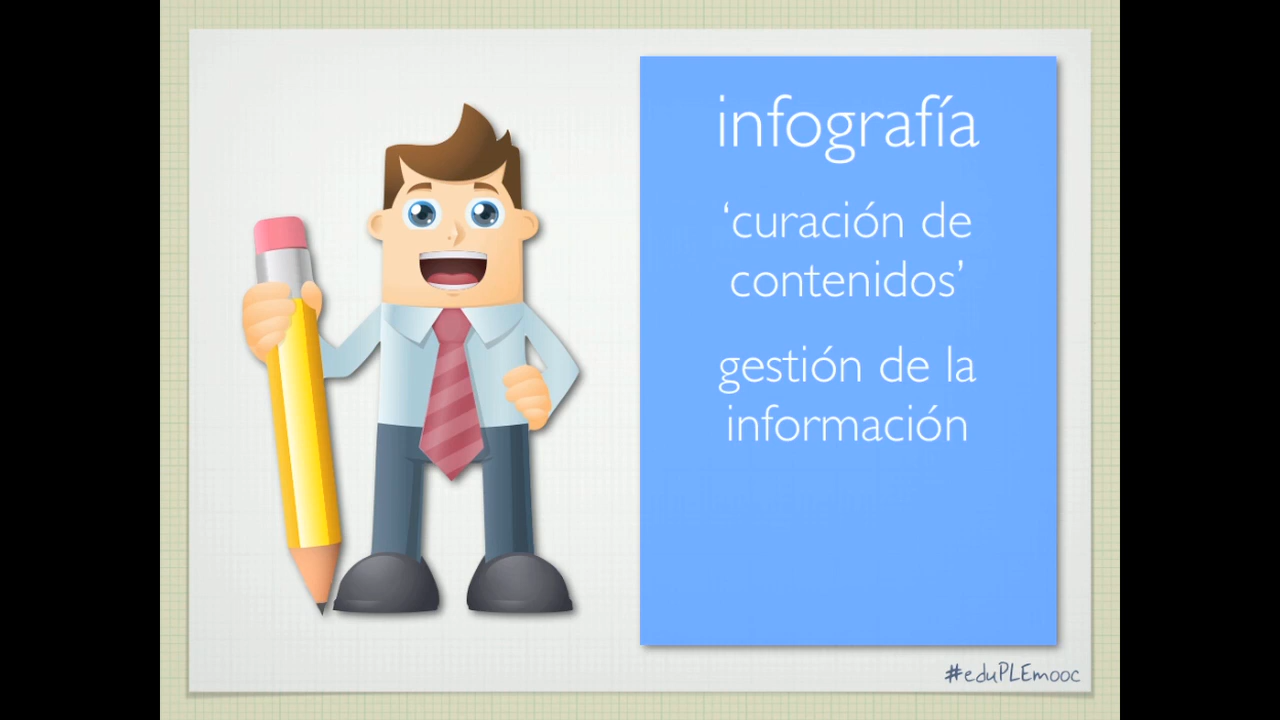 infografía
‘curación de
contenidos’
gestión de la
información
#eduPLEmooc